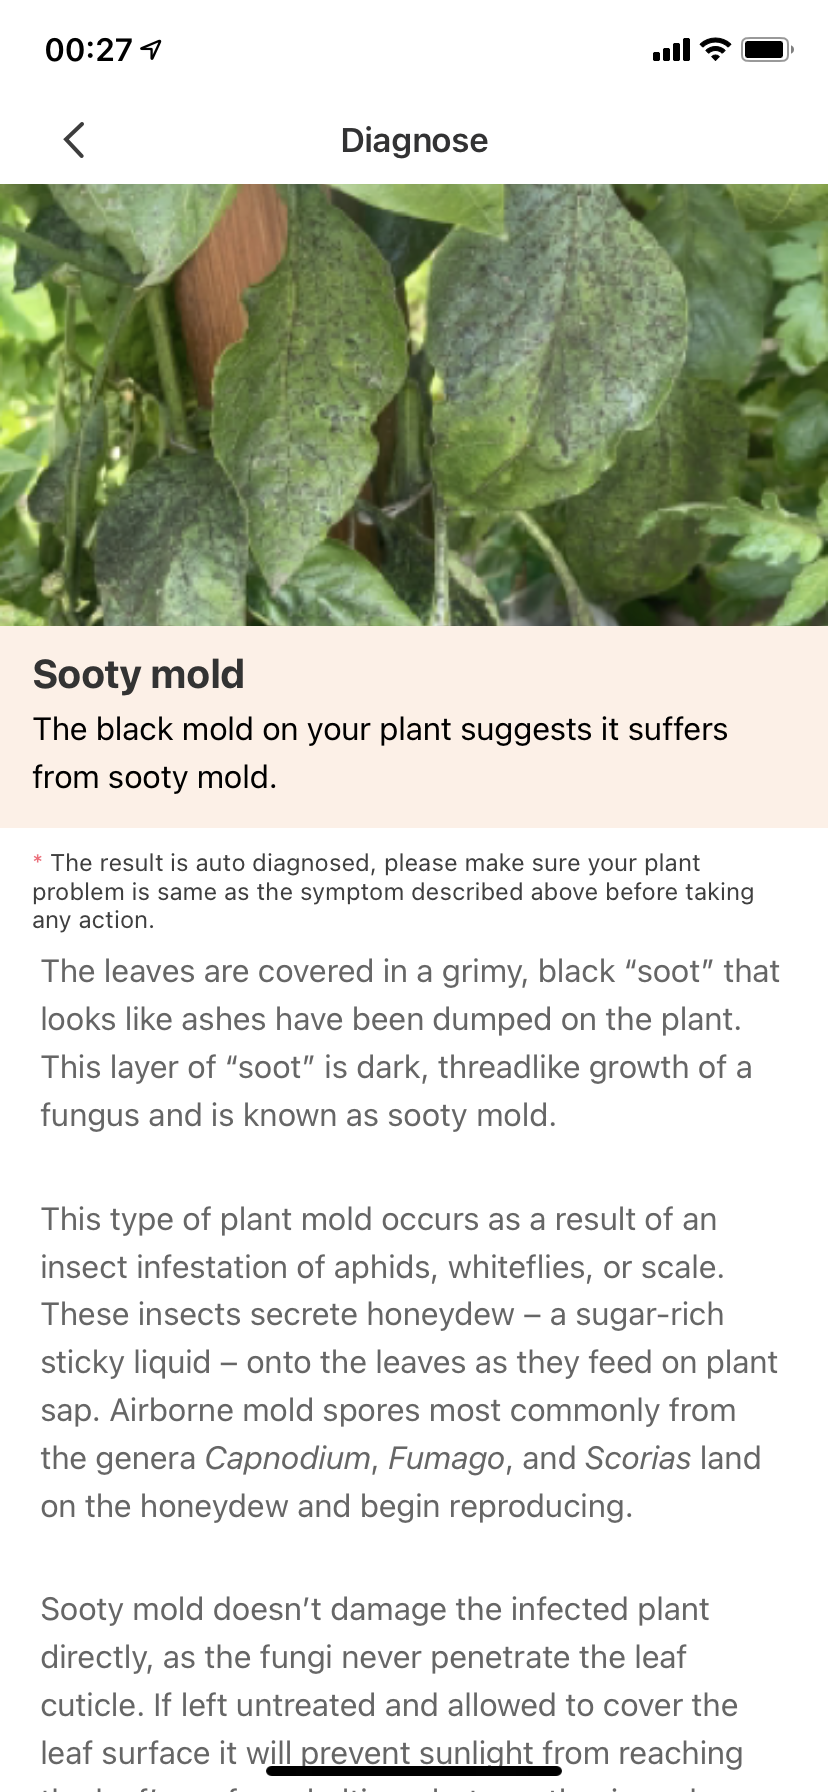 00:27
Diagnose
Sooty mold
The black mold on your plant suggests it suffers
from sooty mold.
* The result is auto diagnosed, please make sure your plant
problem is same as the symptom described above before taking
any action.
The leaves are covered in a grimy, black “soot” that
looks like ashes have been dumped on the plant.
This layer of “soot” is dark, threadlike growth of a
fungus and is known as sooty mold.
This type of plant mold occurs as a result of an
insect infestation of aphids, whiteflies, or scale.
These insects secrete honeydew – a sugar-rich
sticky liquid – onto the leaves as they feed on plant
sap. Airborne mold spores most commonly from
the genera Capnodium, Fumago, and Scorias land
on the honeydew and begin reproducing.
Sooty mold doesn’t damage the infected plant
directly, as the fungi never penetrate the leaf
cuticle. If left untreated and allowed to cover the
leaf surface it will prevent sunlight from reaching